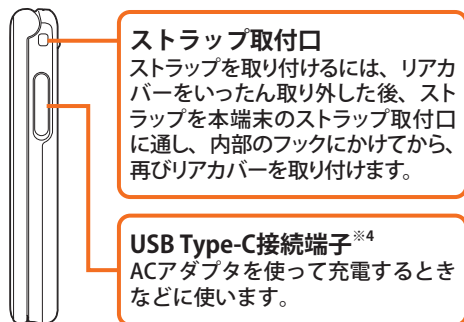 ストラップ取付口
ストラップを取り付けるには、リアカ
バーをいったん取り外した後、スト
ラップを本端末のストラップ取付口
に通し、内部のフックにかけてから、
再びリアカバーを取り付けます。
USB Type-C接続端子※4
ACアダプタを使って充電するとき
などに使います。